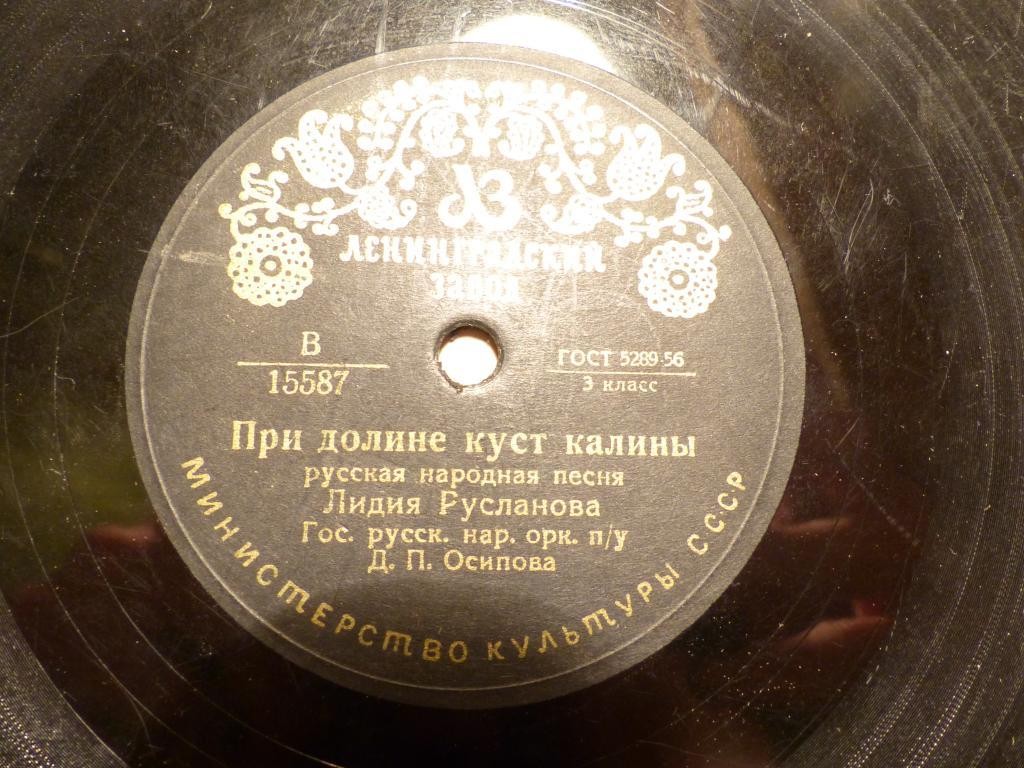 ЛЗ
ЛЕНИНГРАДСКИЙ
ЗАВОД
В
15587
ГОСТ 5289-56
3 класс
При долине куст калины
русская народная песня
Лидия Русланова
Гос. русск. нар. орк. п/у
Д. П. Осипова
МИНИСТЕРСТВО КУЛЬТУРЫ СССР